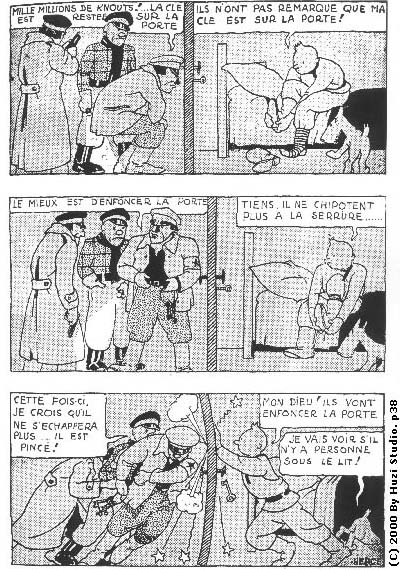 MILLE MILLIONS DE KNOUTS!...LA CLE
EST RESTEE SUR LA
PORTE
ILS N'ONT PAS REMARQUE QUE MA
CLE EST SUR LA PORTE!
LE MIEUX EST D'ENFONCER LA PORTE
TIENS, IL NE CHIPOTENT
PLUS A LA SERRURE......
CETTE FOIS-CI,
JE CROIS QU'IL
NE S'ECHAPPERA
PLUS... IL EST
PINCE!
MON DIEU! ILS VONT
ENFONCER LA PORTE
JE VAIS VOIR S'IL
N'Y A PERSONNE
SOUS LE LIT!
HERGE
(C) 2000 By Huzi Studio. p38